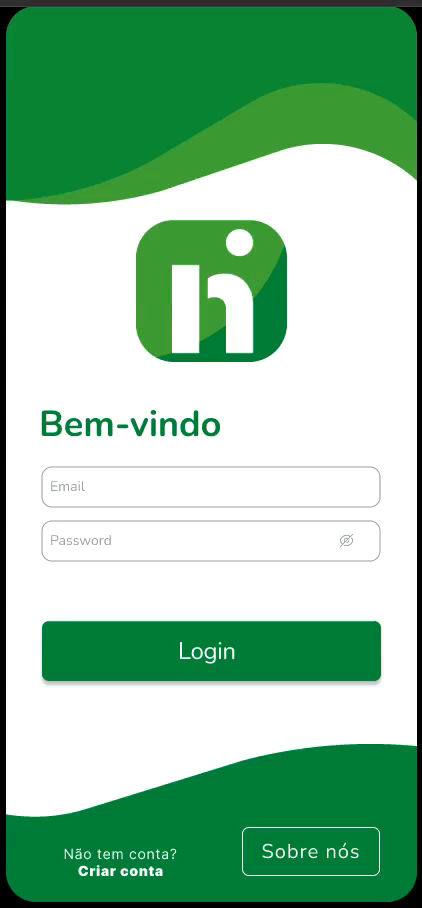 Bem-vindo
Email
Password
Login
Não tem conta?
Criar conta
Sobre nós